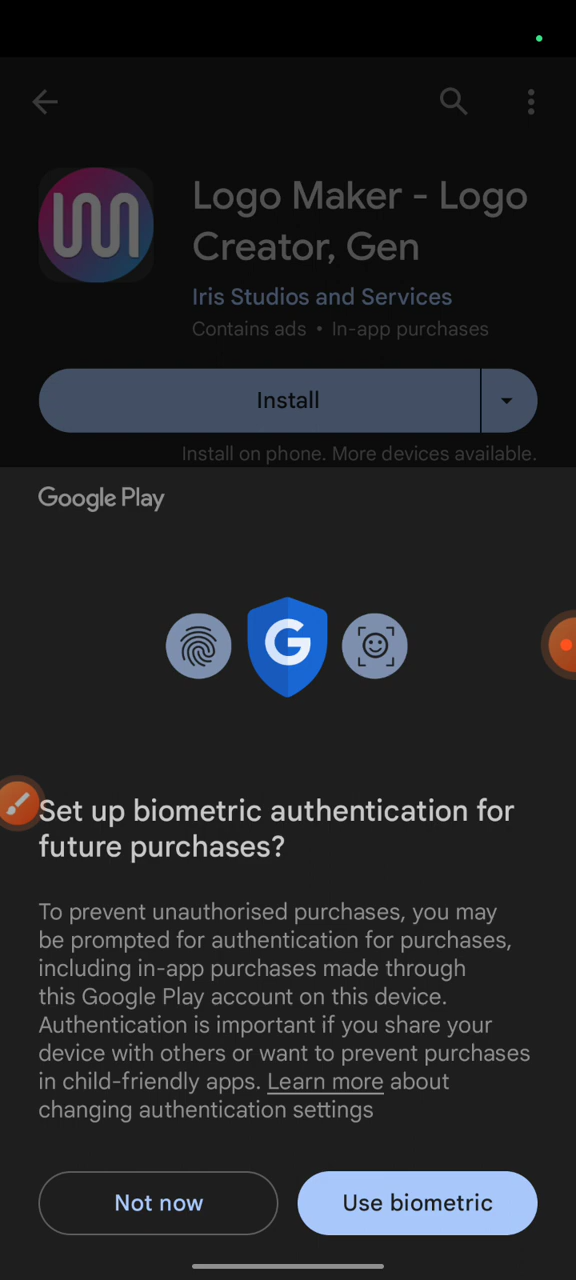 Logo Maker - Logo
Creator, Gen
Iris Studios and Services
Contains ads • In-app purchases
Install
Install on phone. More devices available.
Google Play
G
Set up biometric authentication for
future purchases?
To prevent unauthorised purchases, you may
be prompted for authentication for purchases,
including in-app purchases made through
this Google Play account on this device.
Authentication is important if you share your
device with others or want to prevent purchases
in child-friendly apps. Learn more about
changing authentication settings
Not now
Use biometric